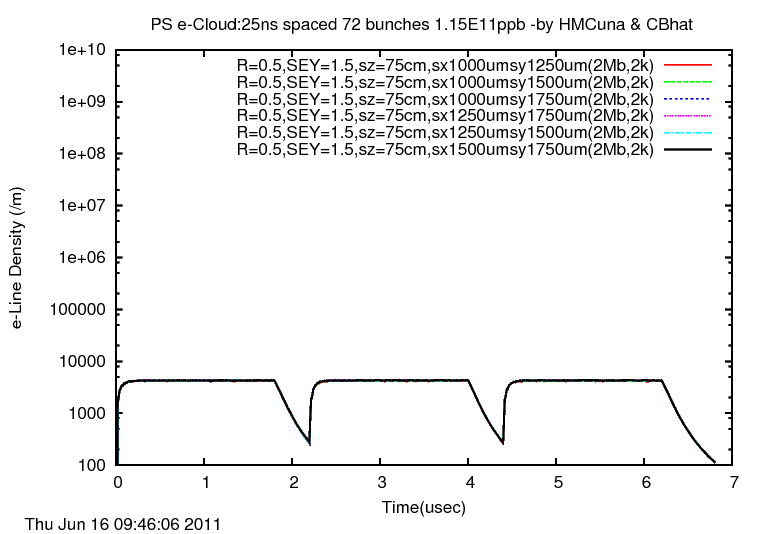 PS e-Cloud:25ns spaced 72 bunches 1.15E11ppb -by HMCuna & CBhat
1e+10
1e+09
1e+08
1e+07
1e+06
100000
10000
1000
100
e-Line Density (/m)
R=0.5,SEY=1.5,sz=75cm,sx1000umsy1250um(2Mb,2k)
R=0.5,SEY=1.5,sz=75cm,sx1000umsy1500um(2Mb,2k)
R=0.5,SEY=1.5,sz=75cm,sx1000umsy1750um(2Mb,2k)
R=0.5,SEY=1.5,sz=75cm,sx1250umsy1750um(2Mb,2k)
R=0.5,SEY=1.5,sz=75cm,sx1250umsy1500um(2Mb,2k)
R=0.5,SEY=1.5,sz=75cm,sx1500umsy1750um(2Mb,2k)
0 1 2 3 4 5 6 7
Time(usec)
Thu Jun 16 09:46:06 2011